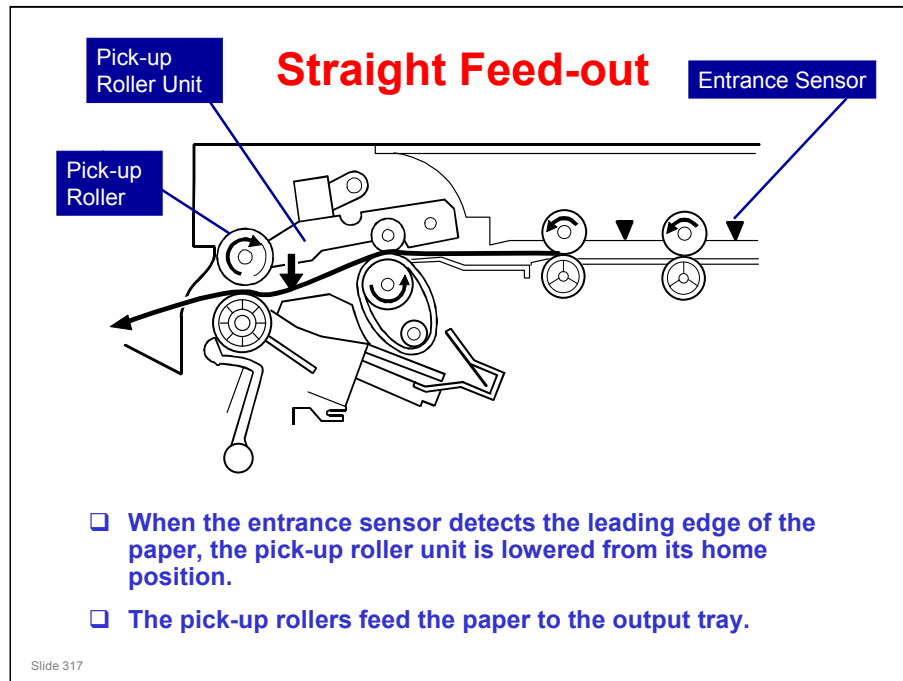 Straight Feed-out
Pick-up
Roller Unit
Entrance Sensor
Pick-up
Roller
❑ When the entrance sensor detects the leading edge of the
paper, the pick-up roller unit is lowered from its home
position.
❑ The pick-up rollers feed the paper to the output tray.
Slide 317